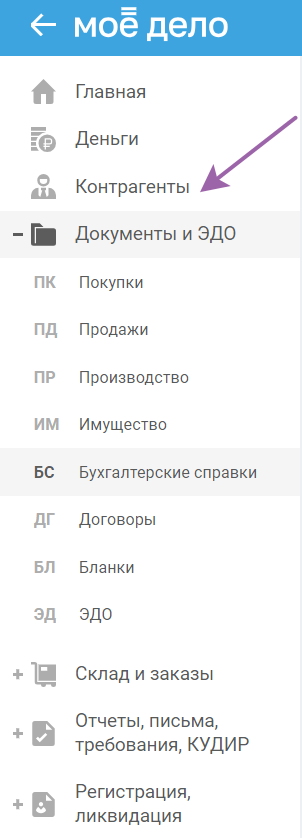 моё дело
Главная
Деньги
Контрагенты
Документы и ЭДО
ПК Покупки
ПД Продажи
ПР Производство
ИМ Имущество
БС Бухгалтерские справки
ДГ Договоры
БЛ Бланки
ЭД ЭДО
Склад и заказы
Отчеты, письма,
требования, КУДИР
Регистрация,
ликвидация